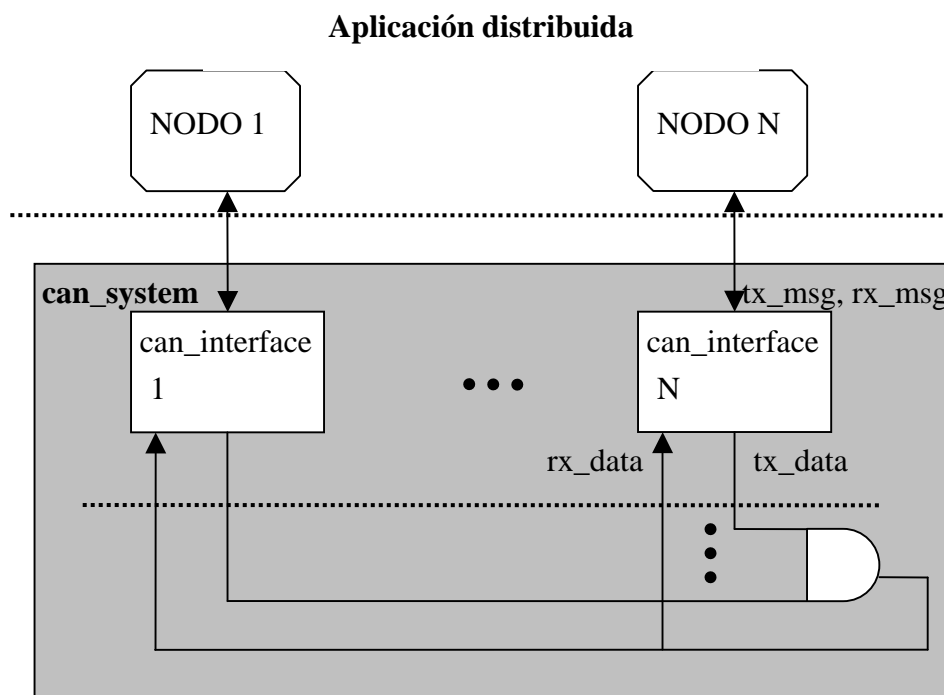 Aplicación distribuida
NODO 1
NODO N
can_system
tx_msg, rx_msg
can_interface
1
can_interface
N
rx_data
tx_data